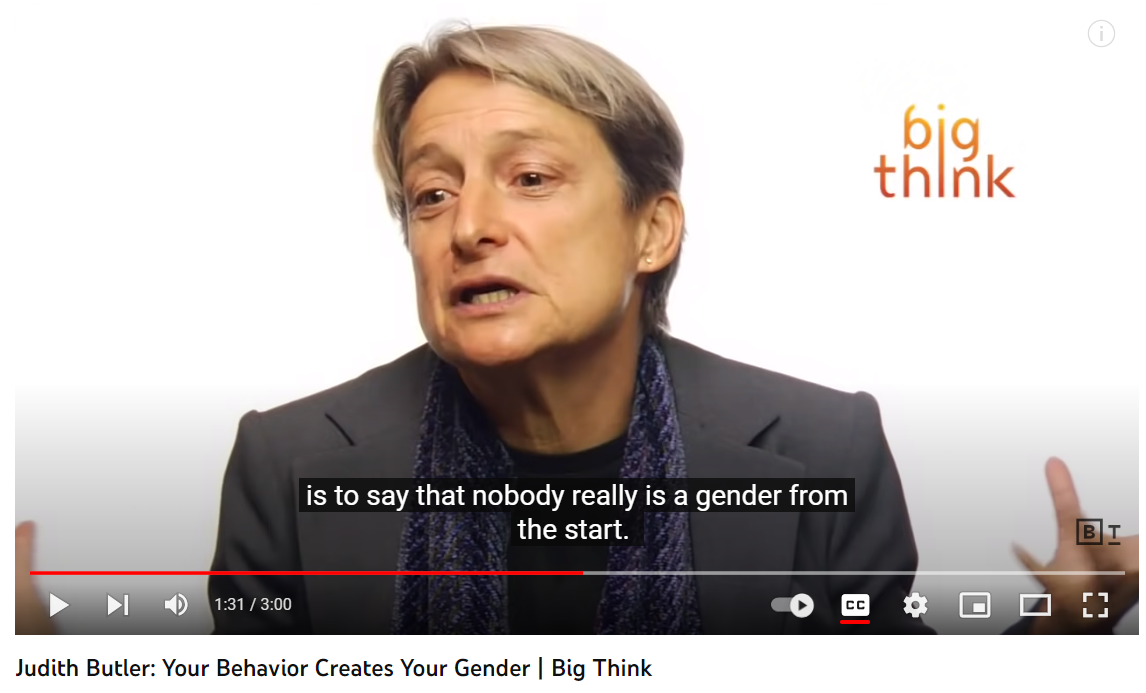 big
think
is to say that nobody really is a gender from
the start.
B T
1:31 / 3:00
CC
Judith Butler: Your Behavior Creates Your Gender | Big Think